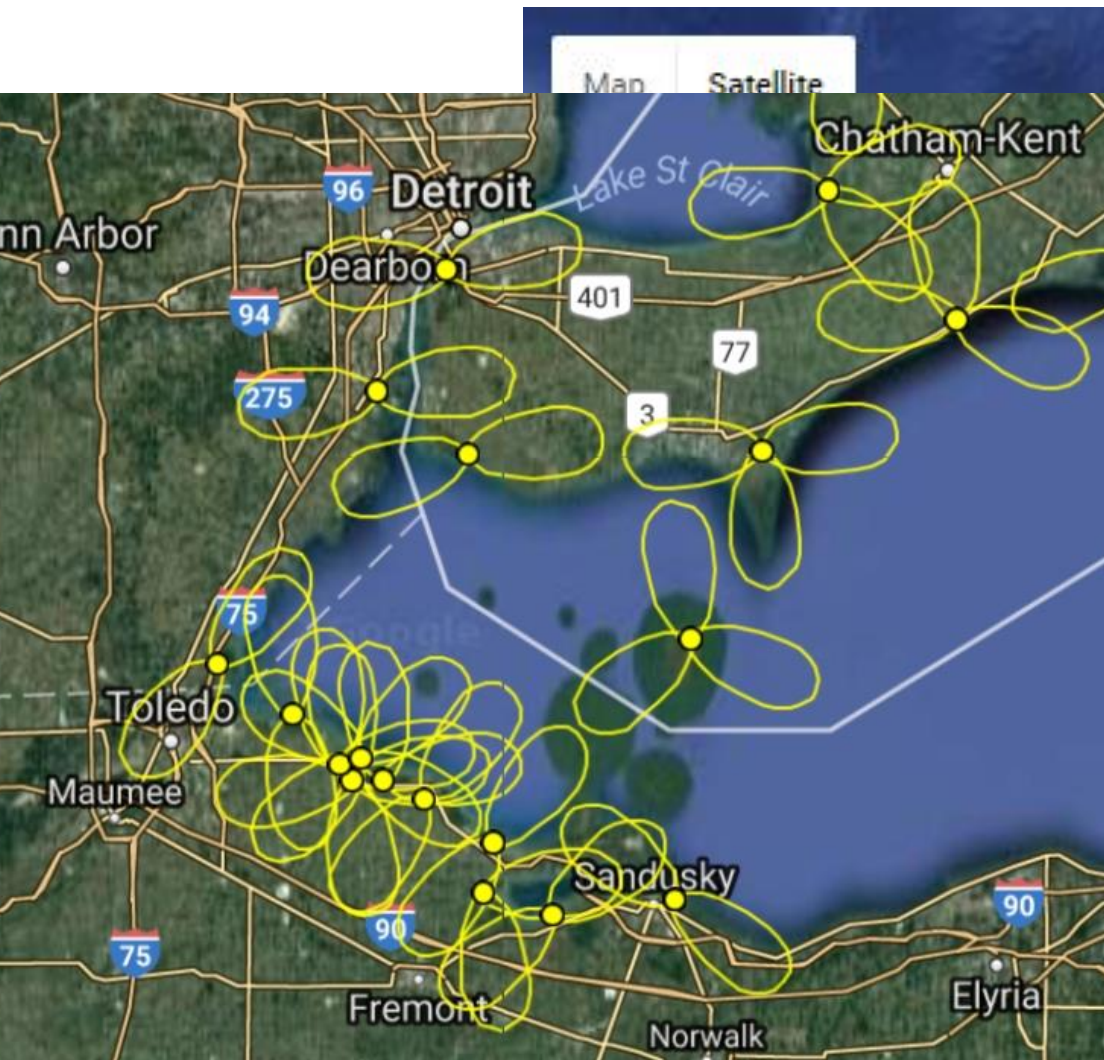 Map Satellite
Chatham-Kent
96
Detroit
Lake St Clair
nn Arbor
Dearbo n
401
94
77
275
3
75
Google
Toledo
Maumee
Sandusky
90
90
75
Fremont
Elyria
Norwalk